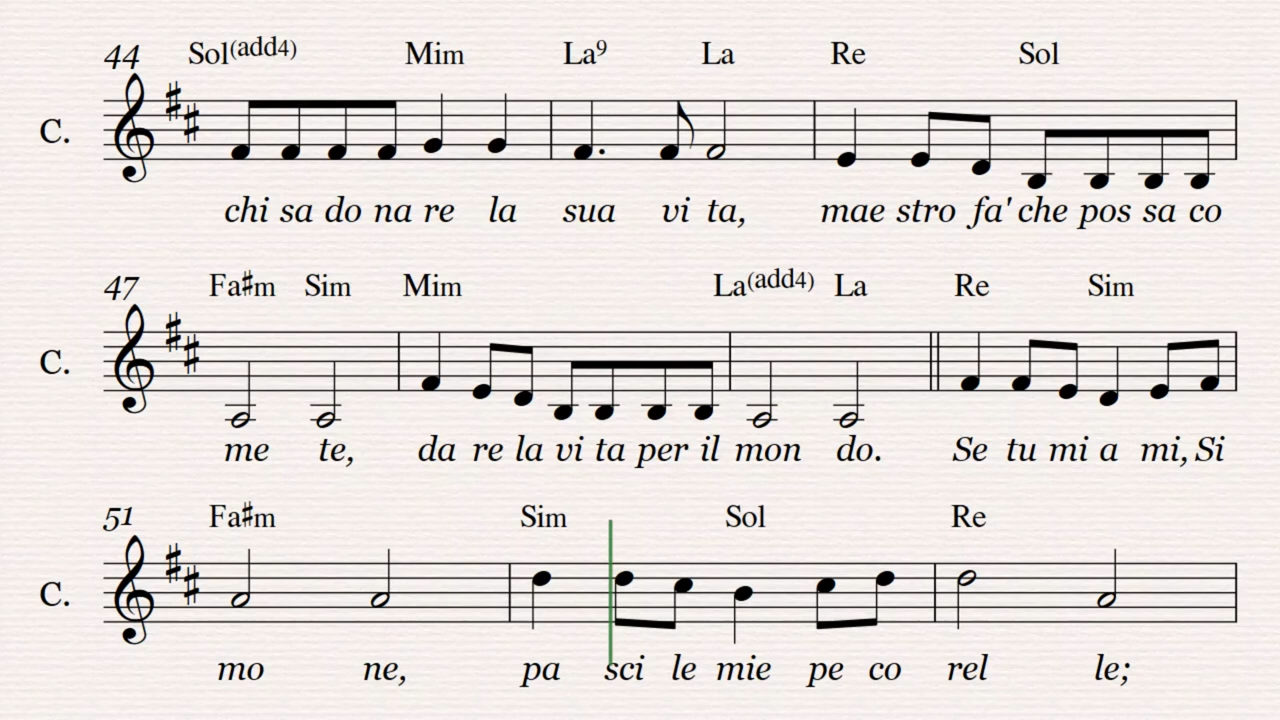 44 Sol(add4) Mim La9 La Re Sol
C.
chi sa do na re la sua vi ta, mae stro fa' che pos sa co
47 Fa♯m Sim Mim La(add4) La Re Sim
C.
me te, da re la vi ta per il mon do. Se tu mi a mi, Si
51 Fa♯m Sim Sol Re
C.
mo ne, pa sci le mie pe co rel le;